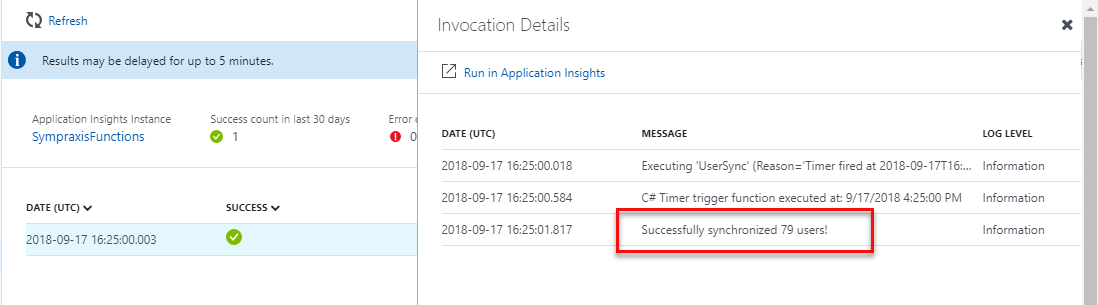 Refresh
Results may be delayed for up to 5 minutes.
Application Insights Instance
SympraxisFunctions
Success count in last 30 days
1
Error
0
DATE (UTC) SUCCESS
2018-09-17 16:25:00.003
Invocation Details
Run in Application Insights
DATE (UTC) MESSAGE LOG LEVEL
2018-09-17 16:25:00.018 Executing 'UserSync' (Reason='Timer fired at 2018-09-17T16:... Information
2018-09-17 16:25:00.584 C# Timer trigger function executed at: 9/17/2018 4:25:00 PM Information
2018-09-17 16:25:01.817 Successfully synchronized 79 users! Information